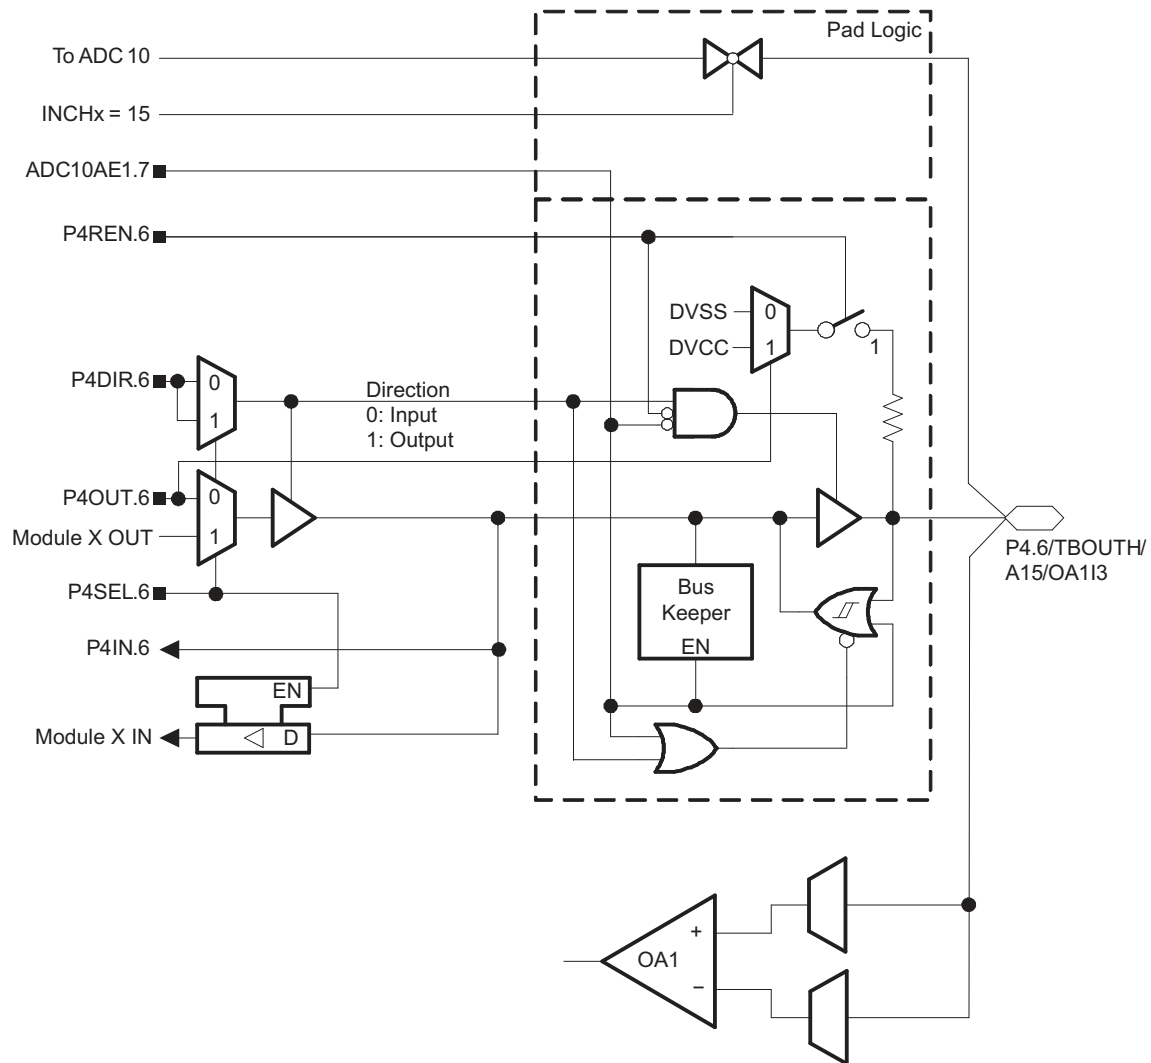 Pad Logic
To ADC 10
INCHx = 15
ADC10AE1.7
P4REN.6
DVSS
0
DVCC
1
1
P4DIR.6
0
1
Direction
0: Input
1: Output
P4OUT.6
0
Module X OUT
1
P4SEL.6
P4.6/TBOUTH/
A15/OA1I3
Bus
Keeper
EN
P4IN.6
EN
Module X IN
D
+
OA1
−